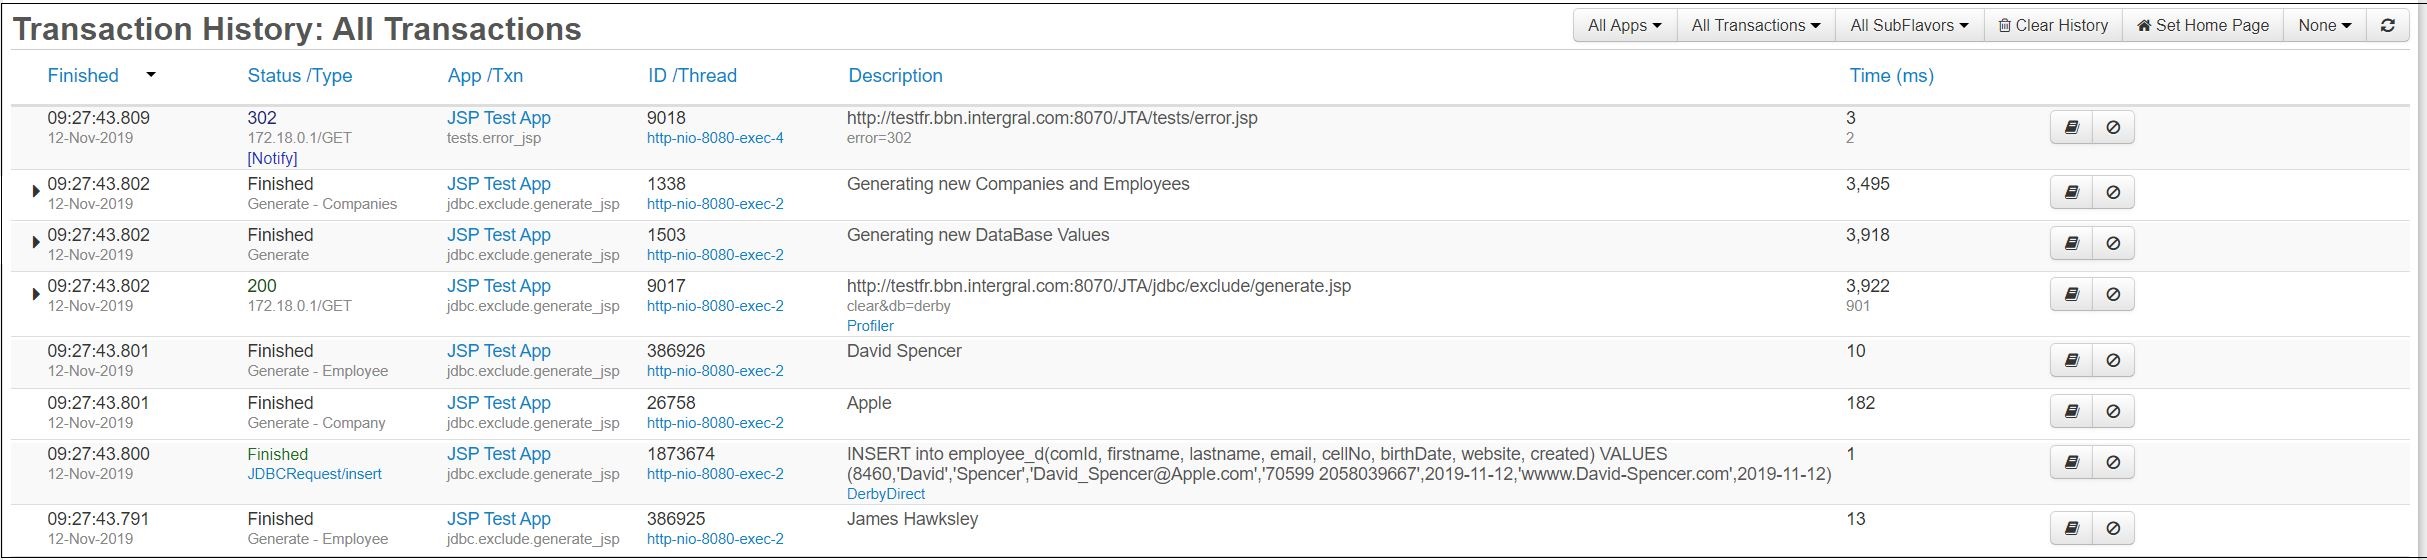 Transaction History: All Transactions
All Apps All Transactions All SubFlavors Clear History Set Home Page None
Finished Status /Type App /Txn ID /Thread Description Time (ms)
09:27:43.809 302 JSP Test App 9018 http://testfr.bbn.intergral.com:8070/JTA/tests/error.jsp 3
12-Nov-2019 172.18.0.1/GET tests.error_jsp http-nio-8080-exec-4 error=302 2
[Notify]
09:27:43.802 Finished JSP Test App 1338 Generating new Companies and Employees 3,495
12-Nov-2019 Generate - Companies jdbc.exclude.generate_jsp http-nio-8080-exec-2
09:27:43.802 Finished JSP Test App 1503 Generating new DataBase Values 3,918
12-Nov-2019 Generate jdbc.exclude.generate_jsp http-nio-8080-exec-2
09:27:43.802 200 JSP Test App 9017 http://testfr.bbn.intergral.com:8070/JTA/jdbc/exclude/generate.jsp 3,922
12-Nov-2019 172.18.0.1/GET jdbc.exclude.generate_jsp http-nio-8080-exec-2 clear&db=derby 901
Profiler
09:27:43.801 Finished JSP Test App 386926 David Spencer 10
12-Nov-2019 Generate - Employee jdbc.exclude.generate_jsp http-nio-8080-exec-2
09:27:43.801 Finished JSP Test App 26758 Apple 182
12-Nov-2019 Generate - Company jdbc.exclude.generate_jsp http-nio-8080-exec-2
09:27:43.800 Finished JSP Test App 1873674 INSERT into employee_d(comId, firstname, lastname, email, cellNo, birthDate, website, created) VALUES 1
12-Nov-2019 JDBCRequest/insert jdbc.exclude.generate_jsp http-nio-8080-exec-2 (8460,'David','Spencer','David_Spencer@Apple.com','70599 2058039667',2019-11-12,'wwww.David-Spencer.com',2019-11-12)
DerbyDirect
09:27:43.791 Finished JSP Test App 386925 James Hawksley 13
12-Nov-2019 Generate - Employee jdbc.exclude.generate_jsp http-nio-8080-exec-2